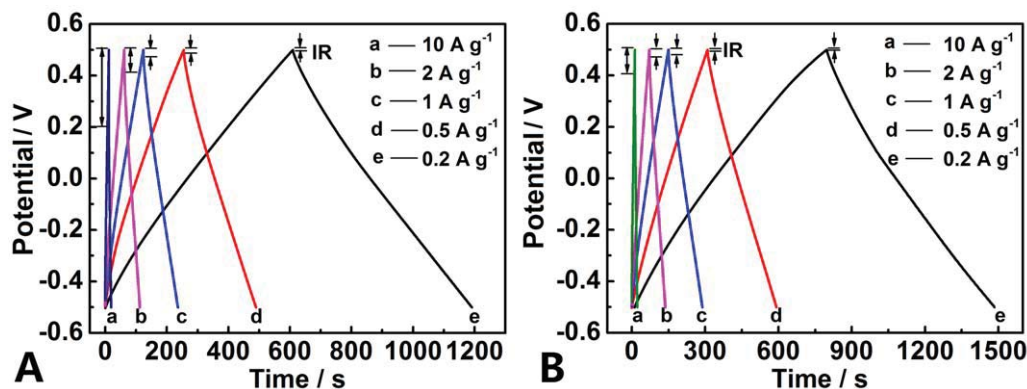 0.6
0.4
0.2
0.0
-0.2
-0.4
-0.6
Potential / V
IR
a — 10 A g⁻¹
b — 2 A g⁻¹
c — 1 A g⁻¹
d — 0.5 A g⁻¹
e — 0.2 A g⁻¹
a b c d e
0 200 400 600 800 1000 1200
Time / s
A
0.6
0.4
0.2
0.0
-0.2
-0.4
-0.6
Potential / V
IR
a — 10 A g⁻¹
b — 2 A g⁻¹
c — 1 A g⁻¹
d — 0.5 A g⁻¹
e — 0.2 A g⁻¹
a b c d e
0 300 600 900 1200 1500
Time / s
B